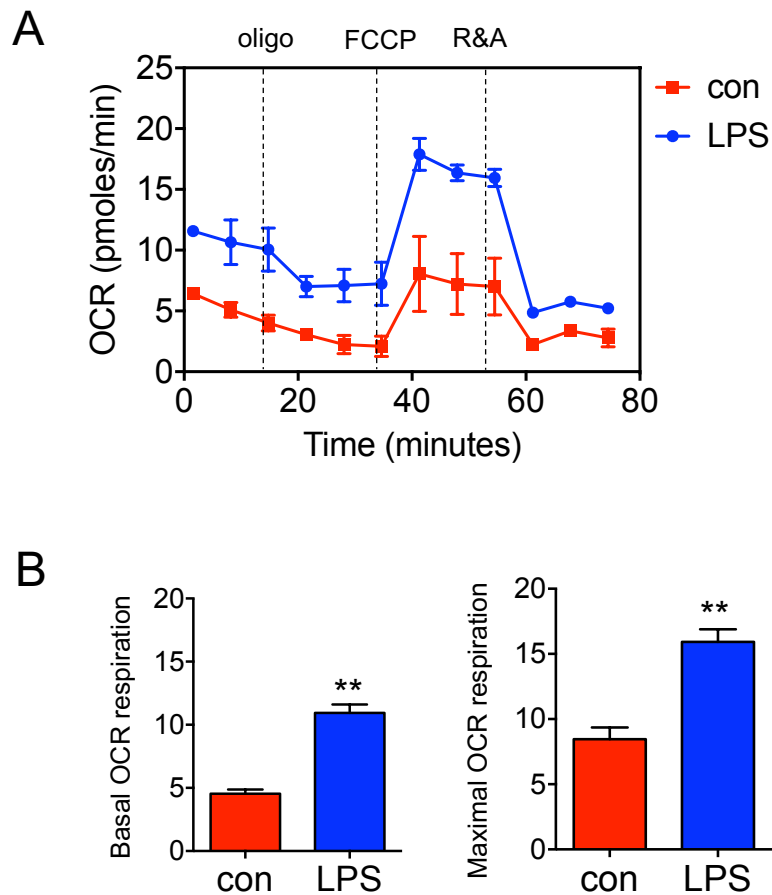 A
oligo FCCP R&A
25
20
15
10
5
0
OCR (pmoles/min)
0 20 40 60 80
Time (minutes)
con
LPS
B
20
15
10
5
0
Basal OCR respiration
**
con LPS
20
15
10
5
0
Maximal OCR respiration
**
con LPS